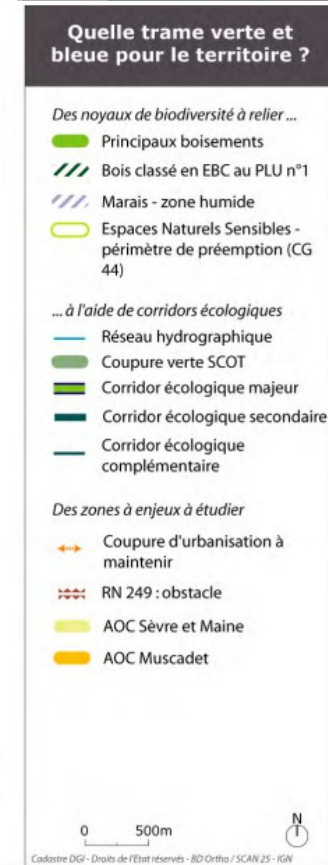 Quelle trame verte et
bleue pour le territoire ?
Des noyaux de biodiversité à relier ...
Principaux boisements
Bois classé en EBC au PLU n°1
Marais - zone humide
Espaces Naturels Sensibles -
périmètre de préemption (CG
44)
... à l'aide de corridors écologiques
Réseau hydrographique
Coupure verte SCOT
Corridor écologique majeur
Corridor écologique secondaire
Corridor écologique
complémentaire
Des zones à enjeux à étudier
Coupure d'urbanisation à
maintenir
RN 249 : obstacle
AOC Sèvre et Maine
AOC Muscadet
0 500m
N
Cadastre DGI - Droits de l'Etat réservés - BD Ortho / SCAN 25 - IGN